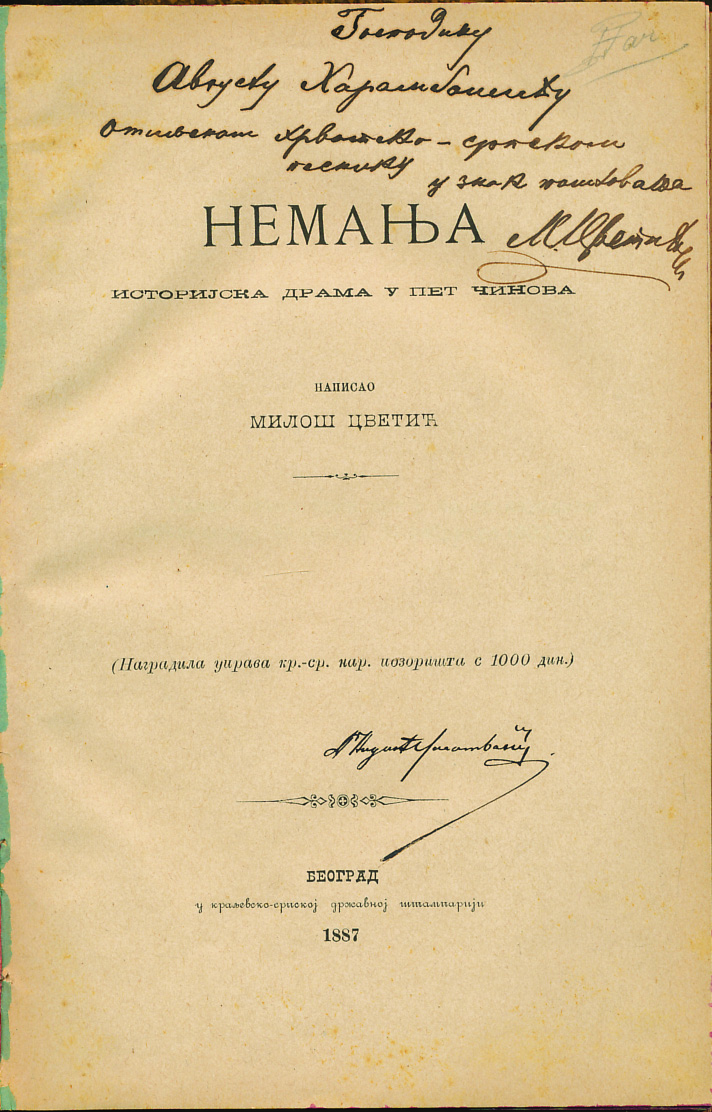 Господину
Августу Харамбашићу
отмјеном хрватско-српском
песнику
у знак поштовања
НЕМАЊА
М. Цветић
ИСТОРИЈСКА ДРАМА У ПЕТ ЧИНОВА
НАПИСАО
МИЛОШ ЦВЕТИЋ
(Наградила управа кр.-ср. нар. позоришта с 1000 дин.)
БЕОГРАД
у краљевско-српској државној штампарији
1887